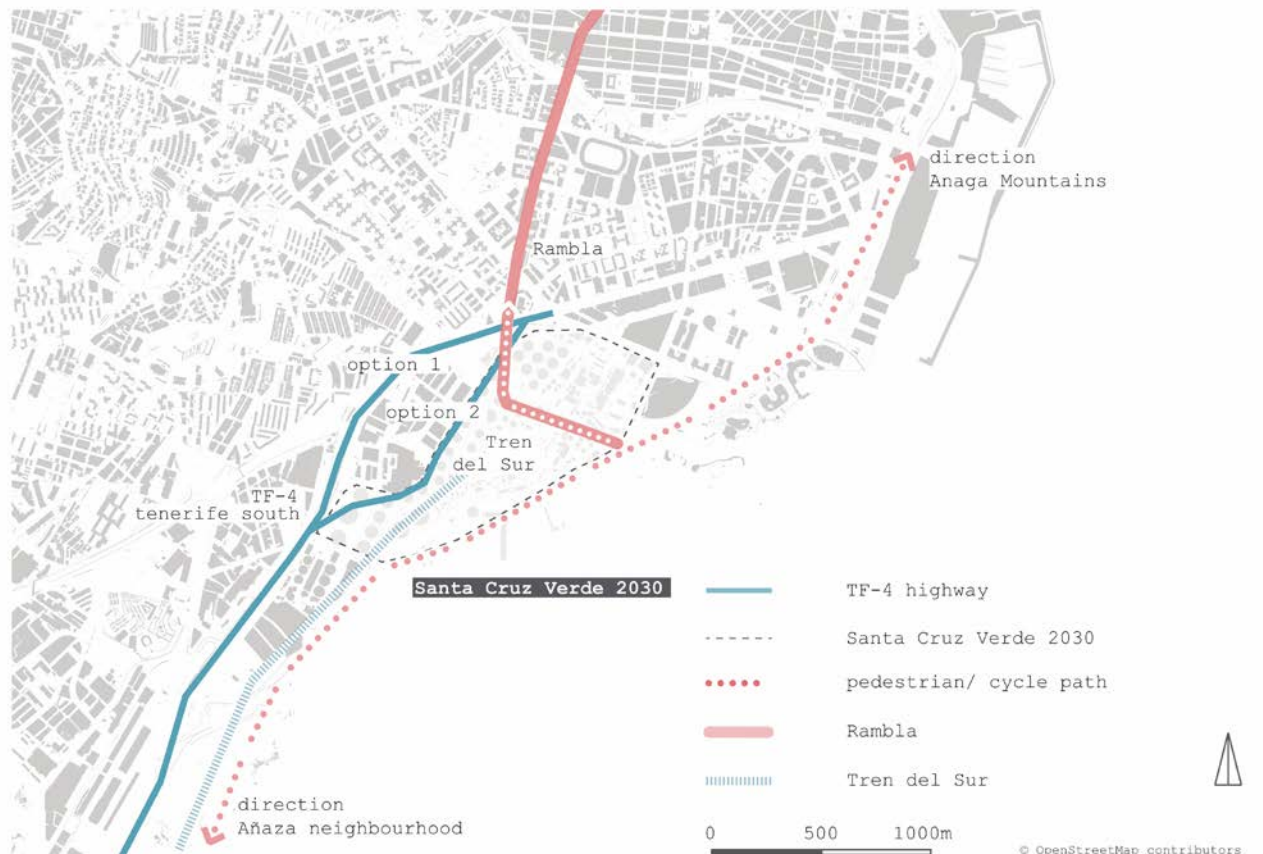 direction
Anaga Mountains
Rambla
option 1
option 2
Tren
del Sur
TF-4
tenerife south
Santa Cruz Verde 2030
TF-4 highway
Santa Cruz Verde 2030
pedestrian/ cycle path
Rambla
Tren del Sur
direction
Añaza neighbourhood
0 500 1000m
© OpenStreetMap contributors